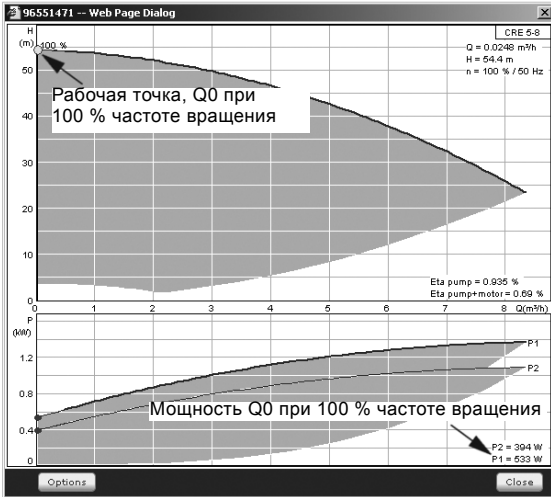 96551471 -- Web Page Dialog
H
(m)
100 %
CRE 5-8
Q = 0.0248 m³/h
H = 54.4 m
n = 100 % / 50 Hz
50
Рабочая точка, Q0 при
100 % частоте вращения
40
30
20
10
Eta pump = 0.935 %
Eta pump+motor = 0.69 %
0
0 1 2 3 4 5 6 7 8 Q(m³/h)
P
(kW)
P1
1.2
P2
0.8
Мощность Q0 при 100 % частоте вращения
0.4
P2 = 394 W
P1 = 533 W
0
Options
Close